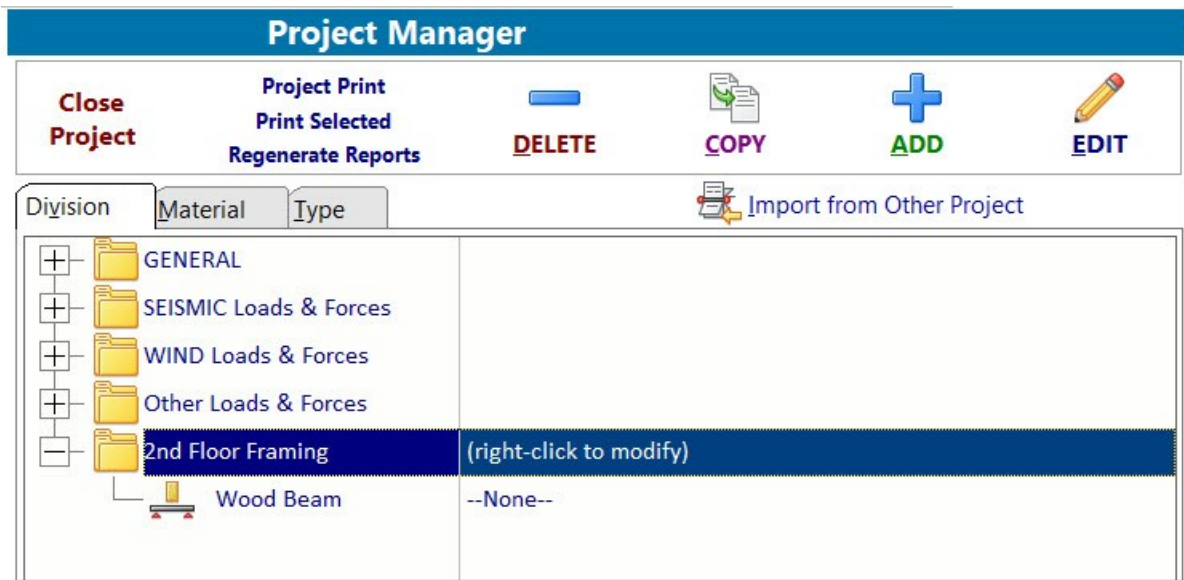 Project Manager
Close
Project
Project Print
Print Selected
Regenerate Reports
DELETE
COPY
ADD
EDIT
Division
Material
Type
Import from Other Project
GENERAL
SEISMIC Loads & Forces
WIND Loads & Forces
Other Loads & Forces
2nd Floor Framing (right-click to modify)
Wood Beam --None--